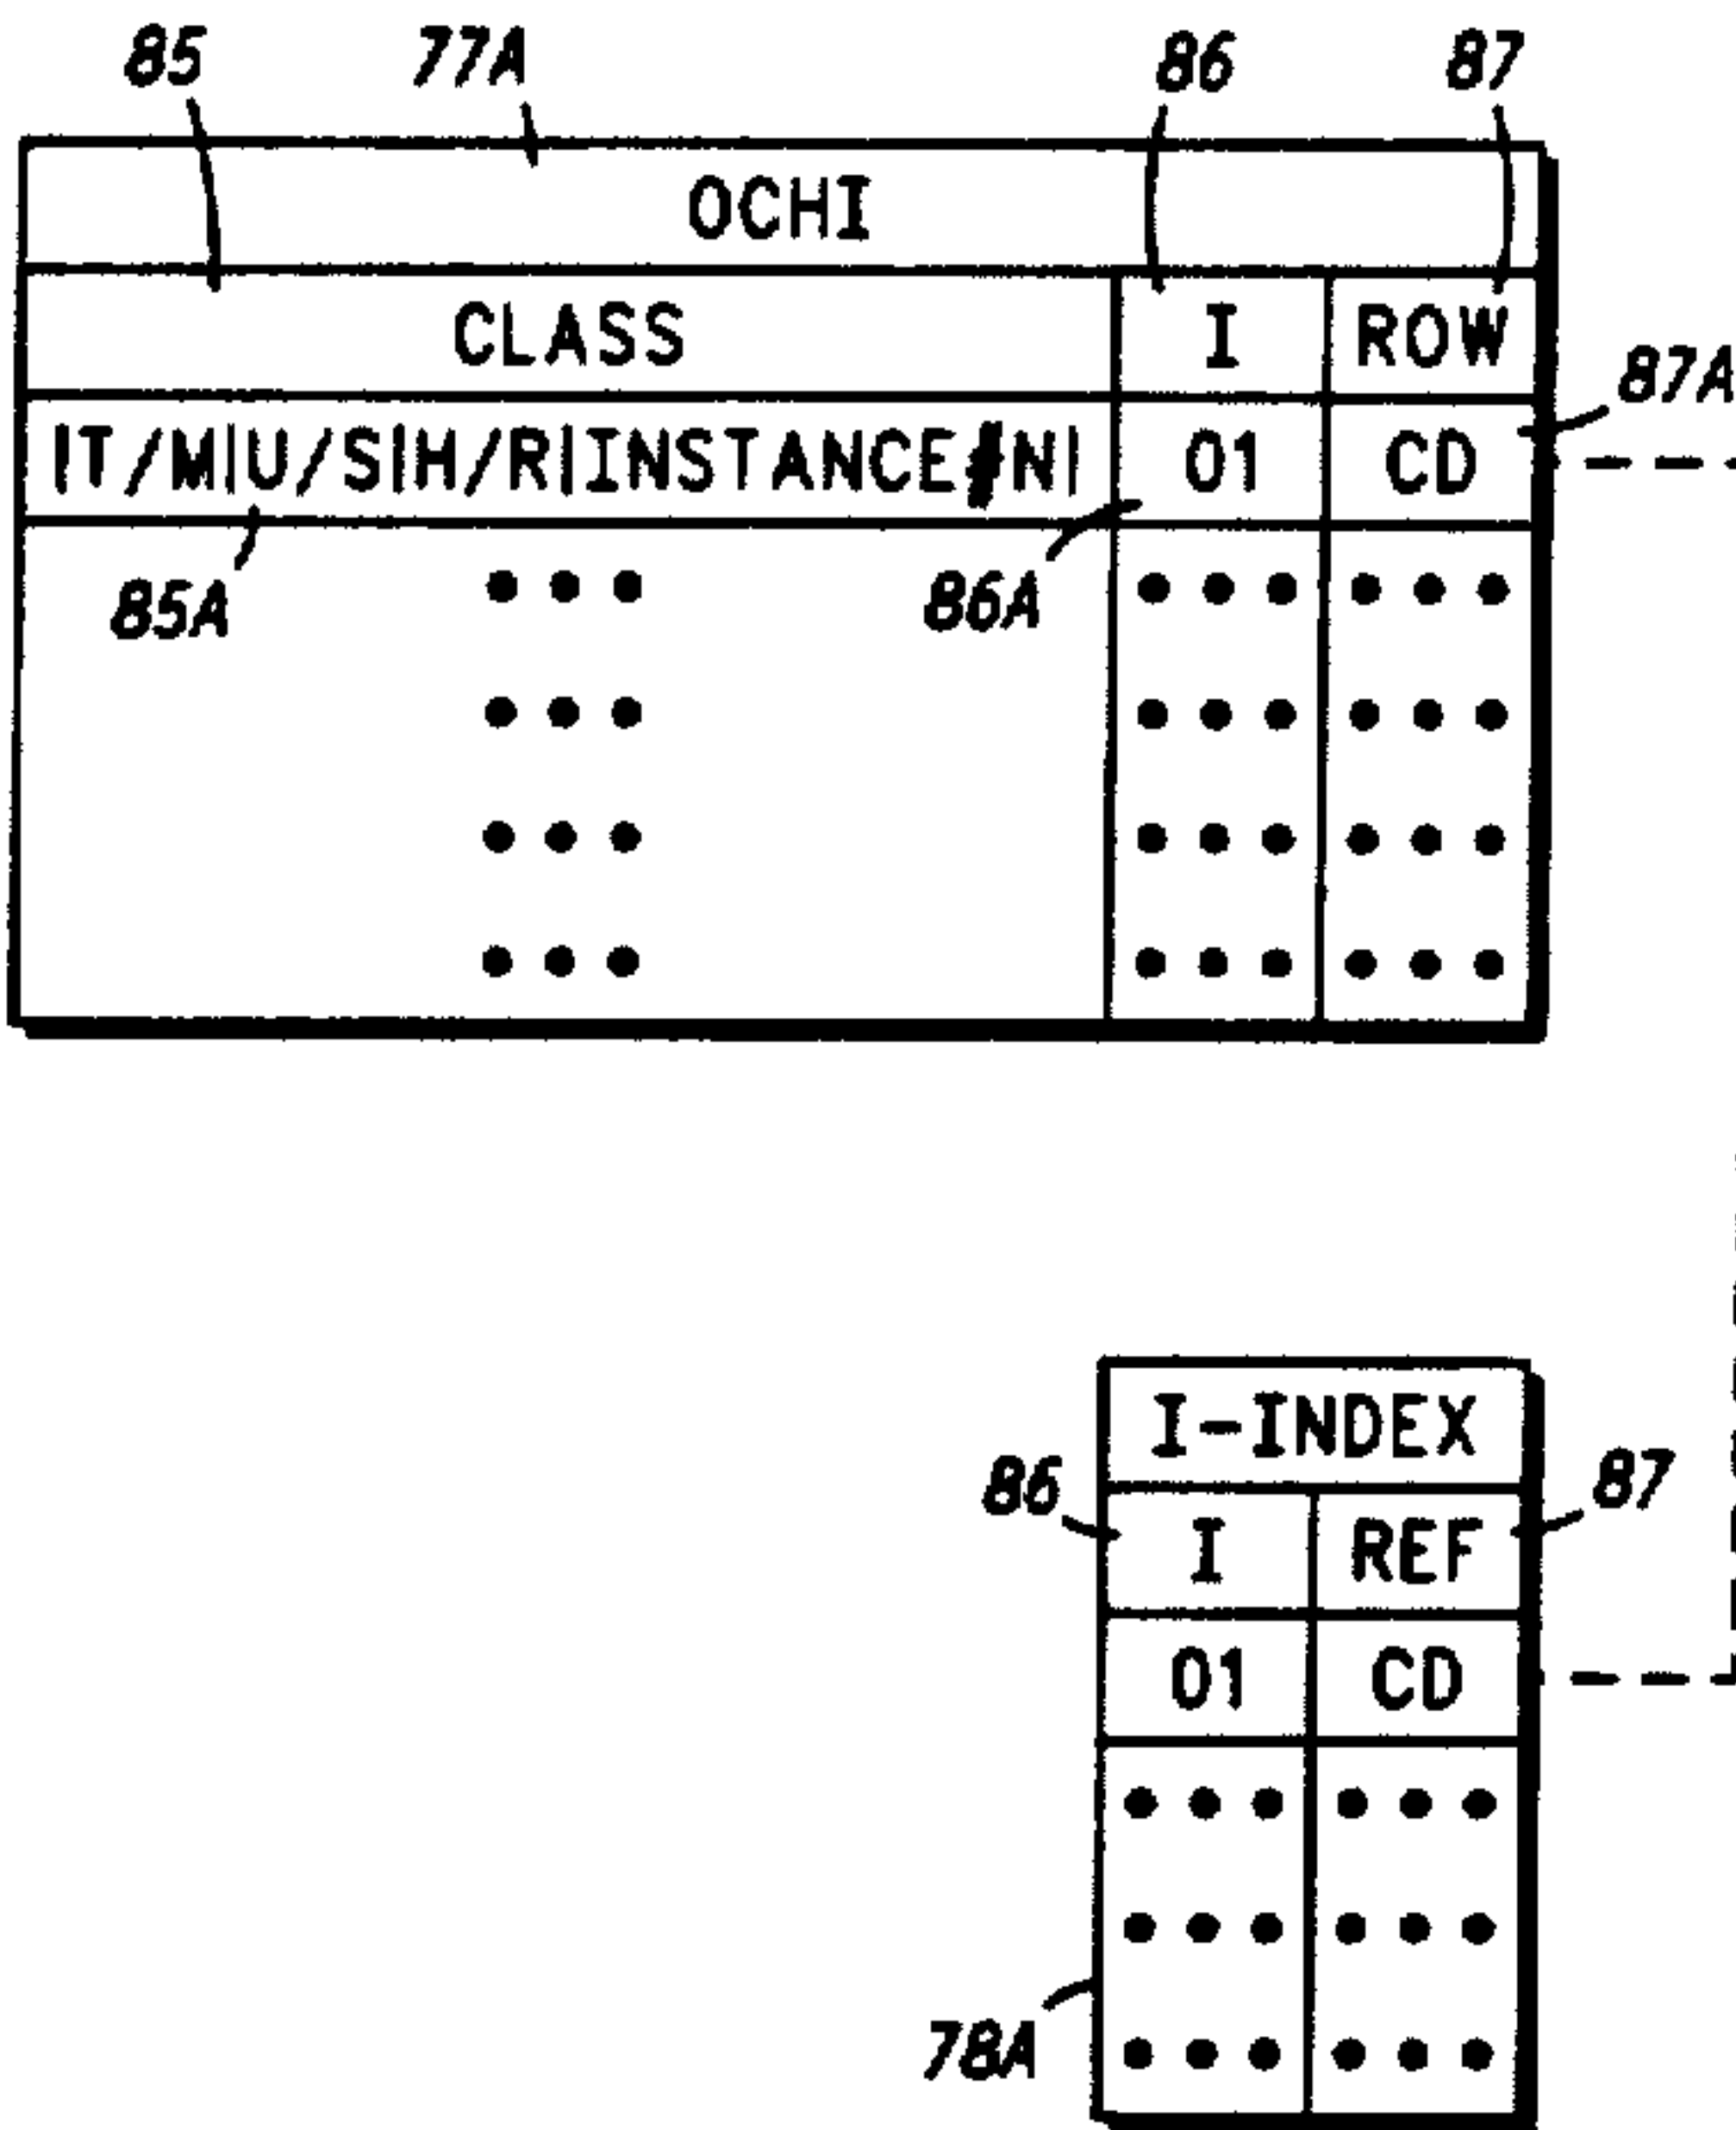 85 77A 86 87
OCHI
CLASS I ROW
87A
|T/M|U/S|H/R|INSTANCE#N| 01 CD
85A 86A
I-INDEX
86 87
I REF
01 CD
78A